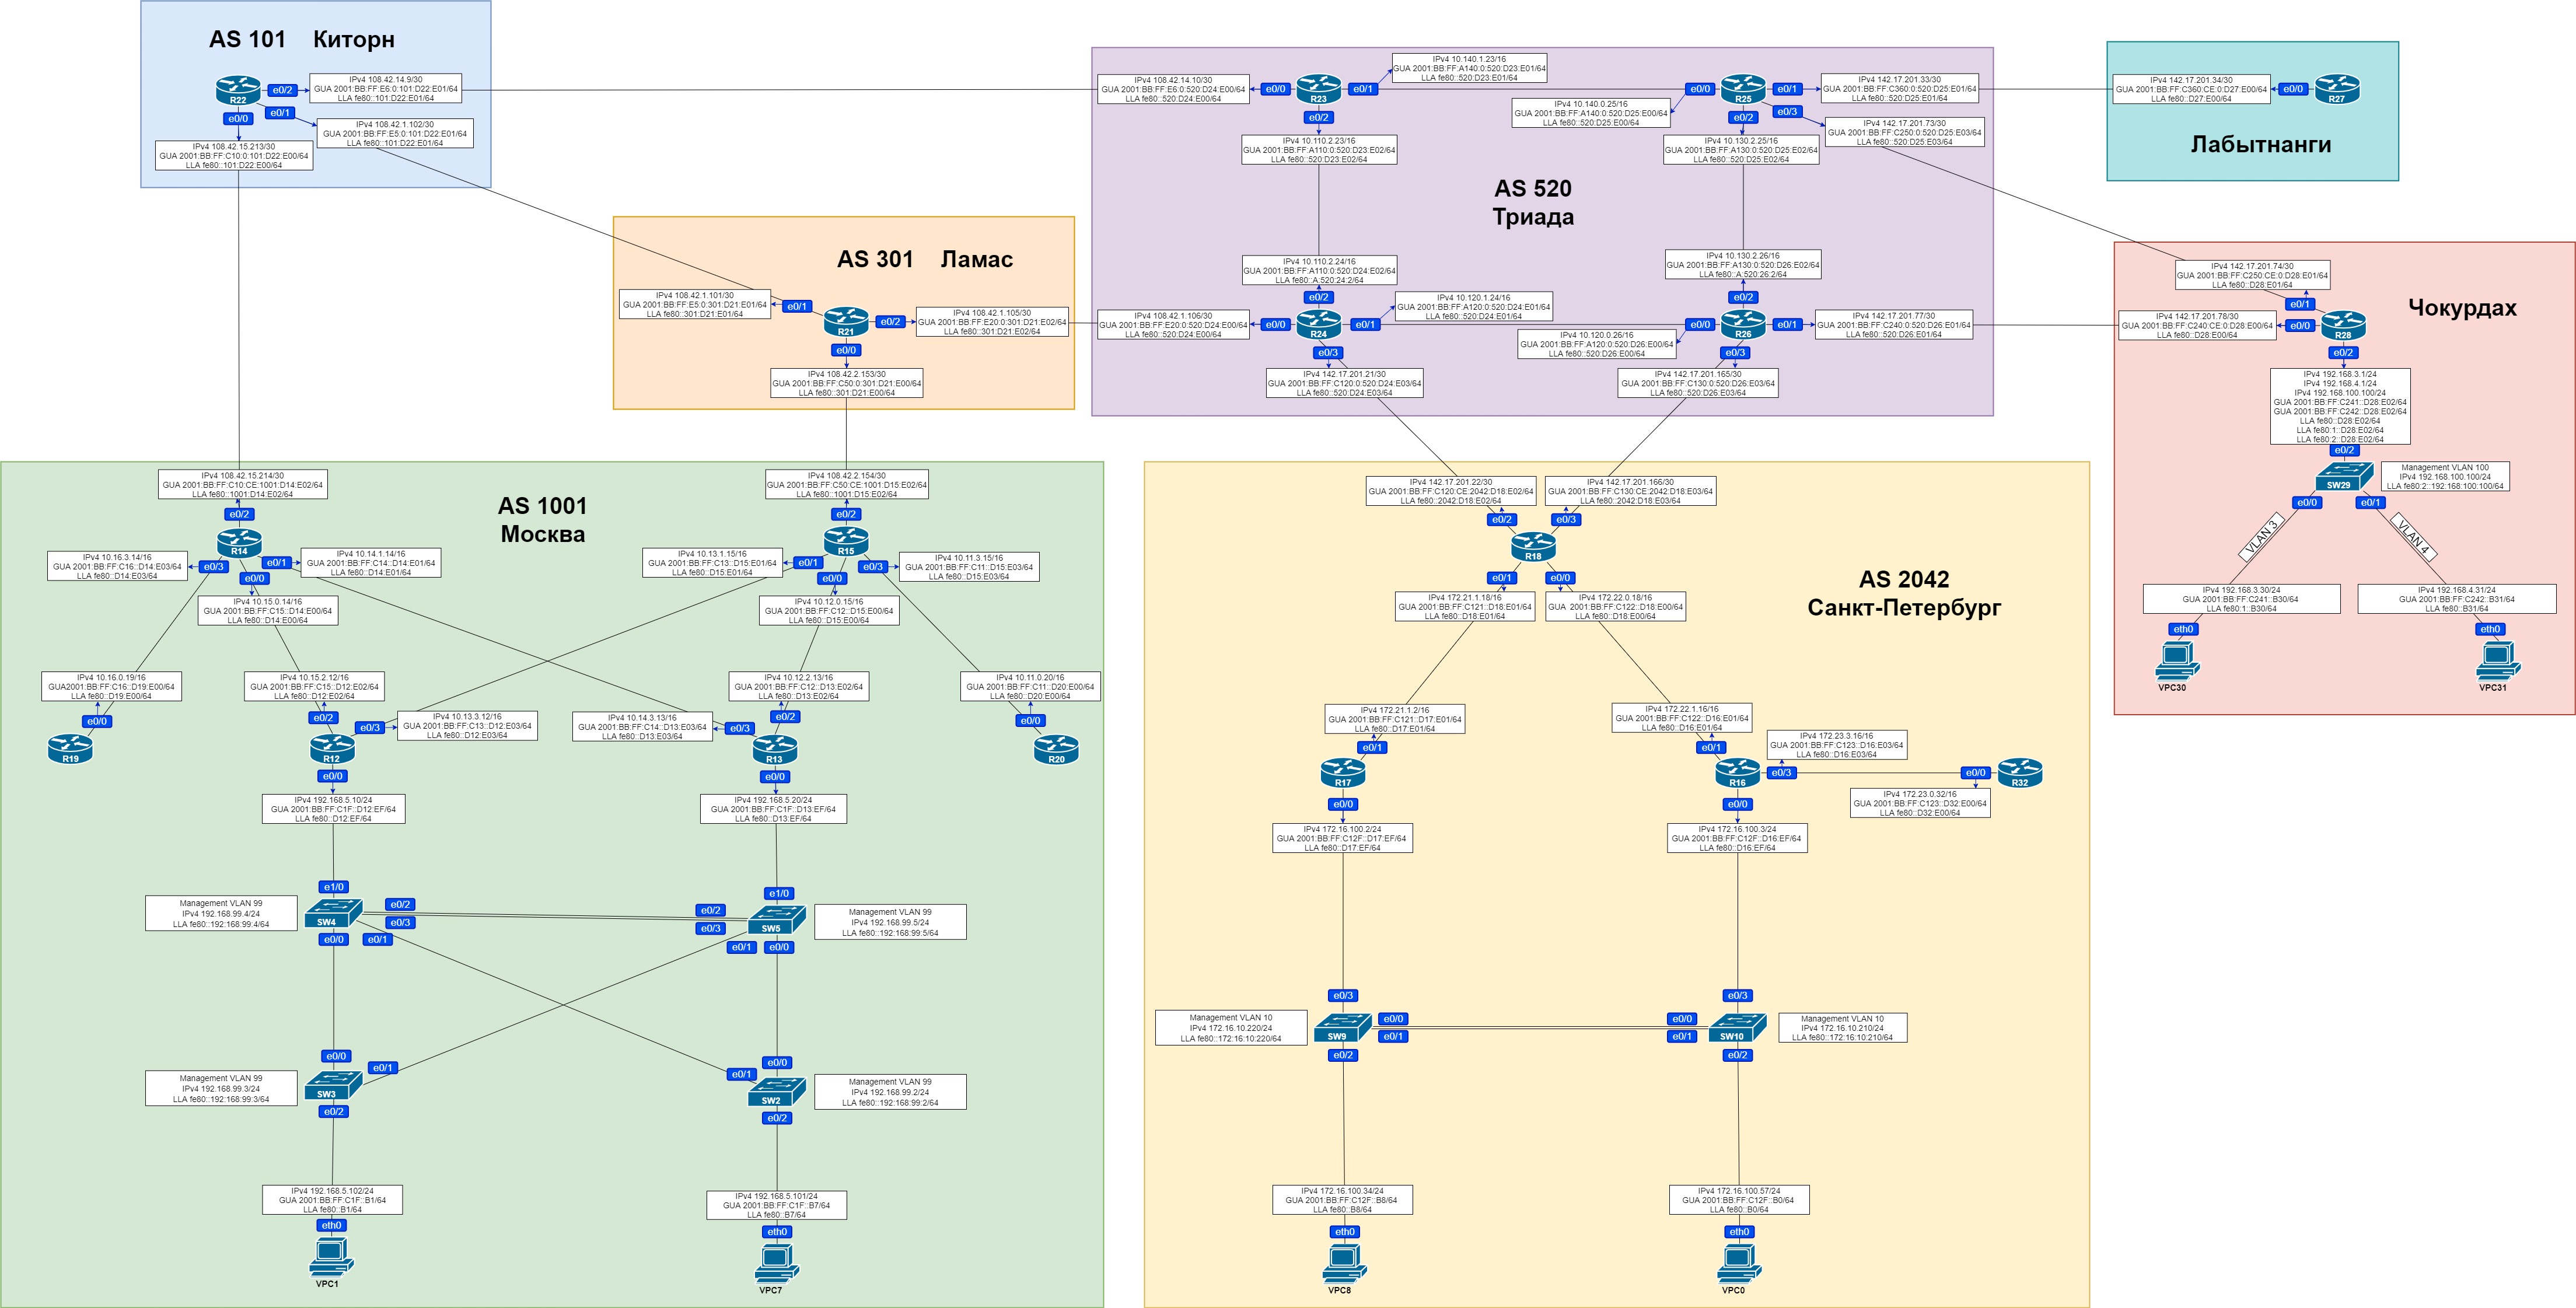 AS 101 Киторн
R22
e0/2
IPv4 108.42.14.9/30
GUA 2001:BB:FF:E6:0:101:D22:E01/64
LLA fe80::101:D22:E01/64
e0/1
IPv4 108.42.1.102/30
GUA 2001:BB:FF:E5:0:101:D22:E01/64
LLA fe80::101:D22:E01/64
e0/0
IPv4 108.42.15.213/30
GUA 2001:BB:FF:C10:0:101:D22:E00/64
LLA fe80::101:D22:E00/64
AS 301 Ламас
IPv4 108.42.1.101/30
GUA 2001:BB:FF:E5:0:301:D21:E01/64
LLA fe80::301:D21:E01/64
e0/1
R21
e0/2
IPv4 108.42.1.105/30
GUA 2001:BB:FF:E20:0:301:D21:E02/64
LLA fe80::301:D21:E02/64
e0/0
IPv4 108.42.2.153/30
GUA 2001:BB:FF:C50:0:301:D21:E00/64
LLA fe80::301:D21:E00/64
AS 520
Триада
IPv4 108.42.14.10/30
GUA 2001:BB:FF:E6:0:520:D24:E00/64
LLA fe80::520:D24:E00/64
e0/0
R23
e0/1
IPv4 10.140.1.23/16
GUA 2001:BB:FF:A140:0:520:D23:E01/64
LLA fe80::520:D23:E01/64
e0/2
IPv4 10.110.2.23/16
GUA 2001:BB:FF:A110:0:520:D23:E02/64
LLA fe80::520:D23:E02/64
IPv4 10.140.0.25/16
GUA 2001:BB:FF:A140:0:520:D25:E00/64
LLA fe80::520:D25:E00/64
e0/0
R25
e0/1
IPv4 142.17.201.33/30
GUA 2001:BB:FF:C360:0:520:D25:E01/64
LLA fe80::520:D25:E01/64
e0/3
IPv4 142.17.201.73/30
GUA 2001:BB:FF:C250:0:520:D25:E03/64
LLA fe80::520:D25:E03/64
e0/2
IPv4 10.130.2.25/16
GUA 2001:BB:FF:A130:0:520:D25:E02/64
LLA fe80::520:D25:E02/64
IPv4 10.110.2.24/16
GUA 2001:BB:FF:A110:0:520:D24:E02/64
LLA fe80::A:520:24:2/64
e0/2
IPv4 108.42.1.106/30
GUA 2001:BB:FF:E20:0:520:D24:E00/64
LLA fe80::520:D24:E00/64
e0/0
R24
e0/1
IPv4 10.120.1.24/16
GUA 2001:BB:FF:A120:0:520:D24:E01/64
LLA fe80::520:D24:E01/64
e0/3
IPv4 142.17.201.21/30
GUA 2001:BB:FF:C120:0:520:D24:E03/64
LLA fe80::520:D24:E03/64
IPv4 10.130.2.26/16
GUA 2001:BB:FF:A130:0:520:D26:E02/64
LLA fe80::A:520:26:2/64
e0/2
IPv4 10.120.0.26/16
GUA 2001:BB:FF:A120:0:520:D26:E00/64
LLA fe80::520:D26:E00/64
e0/0
R26
e0/1
IPv4 142.17.201.77/30
GUA 2001:BB:FF:C240:0:520:D26:E01/64
LLA fe80::520:D26:E01/64
e0/3
IPv4 142.17.201.165/30
GUA 2001:BB:FF:C130:0:520:D26:E03/64
LLA fe80::520:D26:E03/64
IPv4 142.17.201.34/30
GUA 2001:BB:FF:C360:CE:0:D27:E00/64
LLA fe80::D27:E00/64
e0/0
R27
Лабытнанги
Чокурдах
IPv4 142.17.201.74/30
GUA 2001:BB:FF:C250:CE:0:D28:E01/64
LLA fe80::D28:E01/64
e0/1
IPv4 142.17.201.78/30
GUA 2001:BB:FF:C240:CE:0:D28:E00/64
LLA fe80::D28:E00/64
e0/0
R28
e0/2
IPv4 192.168.3.1/24
IPv4 192.168.4.1/24
IPv4 192.168.100.100/24
GUA 2001:BB:FF:C241::D28:E02/64
GUA 2001:BB:FF:C242::D28:E02/64
LLA fe80::D28:E02/64
LLA fe80:1::D28:E02/64
LLA fe80:2::D28:E02/64
e0/2
SW29
Management VLAN 100
IPv4 192.168.100.100/24
LLA fe80:2::192:168:100:100/64
e0/0
e0/1
VLAN 3
VLAN 4
IPv4 192.168.3.30/24
GUA 2001:BB:FF:C241::B30/64
LLA fe80:1::B30/64
IPv4 192.168.4.31/24
GUA 2001:BB:FF:C242::B31/64
LLA fe80::B31/64
eth0
eth0
VPC30
VPC31
AS 1001
Москва
IPv4 108.42.15.214/30
GUA 2001:BB:FF:C10:CE:1001:D14:E02/64
LLA fe80::1001:D14:E02/64
e0/2
R14
IPv4 10.16.3.14/16
GUA 2001:BB:FF:C16::D14:E03/64
LLA fe80::D14:E03/64
e0/3
e0/1
IPv4 10.14.1.14/16
GUA 2001:BB:FF:C14::D14:E01/64
LLA fe80::D14:E01/64
e0/0
IPv4 10.15.0.14/16
GUA 2001:BB:FF:C15::D14:E00/64
LLA fe80::D14:E00/64
IPv4 108.42.2.154/30
GUA 2001:BB:FF:C50:CE:1001:D15:E02/64
LLA fe80::1001:D15:E02/64
e0/2
R15
IPv4 10.13.1.15/16
GUA 2001:BB:FF:C13::D15:E01/64
LLA fe80::D15:E01/64
e0/1
e0/3
IPv4 10.11.3.15/16
GUA 2001:BB:FF:C11::D15:E03/64
LLA fe80::D15:E03/64
e0/0
IPv4 10.12.0.15/16
GUA 2001:BB:FF:C12::D15:E00/64
LLA fe80::D15:E00/64
IPv4 10.16.0.19/16
GUA2001:BB:FF:C16::D19:E00/64
LLA fe80::D19:E00/64
e0/0
R19
IPv4 10.15.2.12/16
GUA 2001:BB:FF:C15::D12:E02/64
LLA fe80::D12:E02/64
e0/2
R12
e0/3
IPv4 10.13.3.12/16
GUA 2001:BB:FF:C13::D12:E03/64
LLA fe80::D12:E03/64
e0/0
IPv4 192.168.5.10/24
GUA 2001:BB:FF:C1F::D12:EF/64
LLA fe80::D12:EF/64
IPv4 10.12.2.13/16
GUA 2001:BB:FF:C12::D13:E02/64
LLA fe80::D13:E02/64
e0/2
IPv4 10.14.3.13/16
GUA 2001:BB:FF:C14::D13:E03/64
LLA fe80::D13:E03/64
e0/3
R13
e0/0
IPv4 192.168.5.20/24
GUA 2001:BB:FF:C1F::D13:EF/64
LLA fe80::D13:EF/64
IPv4 10.11.0.20/16
GUA 2001:BB:FF:C11::D20:E00/64
LLA fe80::D20:E00/64
e0/0
R20
e1/0
Management VLAN 99
IPv4 192.168.99.4/24
LLA fe80::192:168:99:4/64
SW4
e0/2
e0/3
e0/0
e0/1
e1/0
e0/2
e0/3
SW5
e0/1
e0/0
Management VLAN 99
IPv4 192.168.99.5/24
LLA fe80::192:168:99:5/64
e0/0
e0/1
Management VLAN 99
IPv4 192.168.99.3/24
LLA fe80::192:168:99:3/64
SW3
e0/2
e0/0
e0/1
SW2
e0/2
Management VLAN 99
IPv4 192.168.99.2/24
LLA fe80::192:168:99:2/64
IPv4 192.168.5.102/24
GUA 2001:BB:FF:C1F::B1/64
LLA fe80::B1/64
eth0
VPC1
IPv4 192.168.5.101/24
GUA 2001:BB:FF:C1F::B7/64
LLA fe80::B7/64
eth0
VPC7
AS 2042
Санкт-Петербург
IPv4 142.17.201.22/30
GUA 2001:BB:FF:C120:CE:2042:D18:E02/64
LLA fe80::2042:D18:E02/64
e0/2
IPv4 142.17.201.166/30
GUA 2001:BB:FF:C130:CE:2042:D18:E03/64
LLA fe80::2042:D18:E03/64
e0/3
R18
e0/1
e0/0
IPv4 172.21.1.18/16
GUA 2001:BB:FF:C121::D18:E01/64
LLA fe80::D18:E01/64
IPv4 172.22.0.18/16
GUA 2001:BB:FF:C122::D18:E00/64
LLA fe80::D18:E00/64
IPv4 172.21.1.2/16
GUA 2001:BB:FF:C121::D17:E01/64
LLA fe80::D17:E01/64
e0/1
R17
e0/0
IPv4 172.16.100.2/24
GUA 2001:BB:FF:C12F::D17:EF/64
LLA fe80::D17:EF/64
IPv4 172.22.1.16/16
GUA 2001:BB:FF:C122::D16:E01/64
LLA fe80::D16:E01/64
e0/1
R16
IPv4 172.23.3.16/16
GUA 2001:BB:FF:C123::D16:E03/64
LLA fe80::D16:E03/64
e0/3
e0/0
R32
IPv4 172.23.0.32/16
GUA 2001:BB:FF:C123::D32:E00/64
LLA fe80::D32:E00/64
e0/0
IPv4 172.16.100.3/24
GUA 2001:BB:FF:C12F::D16:EF/64
LLA fe80::D16:EF/64
e0/3
Management VLAN 10
IPv4 172.16.10.220/24
LLA fe80::172:16:10:220/64
SW9
e0/0
e0/1
e0/2
e0/3
e0/0
e0/1
SW10
e0/2
Management VLAN 10
IPv4 172.16.10.210/24
LLA fe80::172:16:10:210/64
IPv4 172.16.100.34/24
GUA 2001:BB:FF:C12F::B8/64
LLA fe80::B8/64
eth0
VPC8
IPv4 172.16.100.57/24
GUA 2001:BB:FF:C12F::B0/64
LLA fe80::B0/64
eth0
VPC0